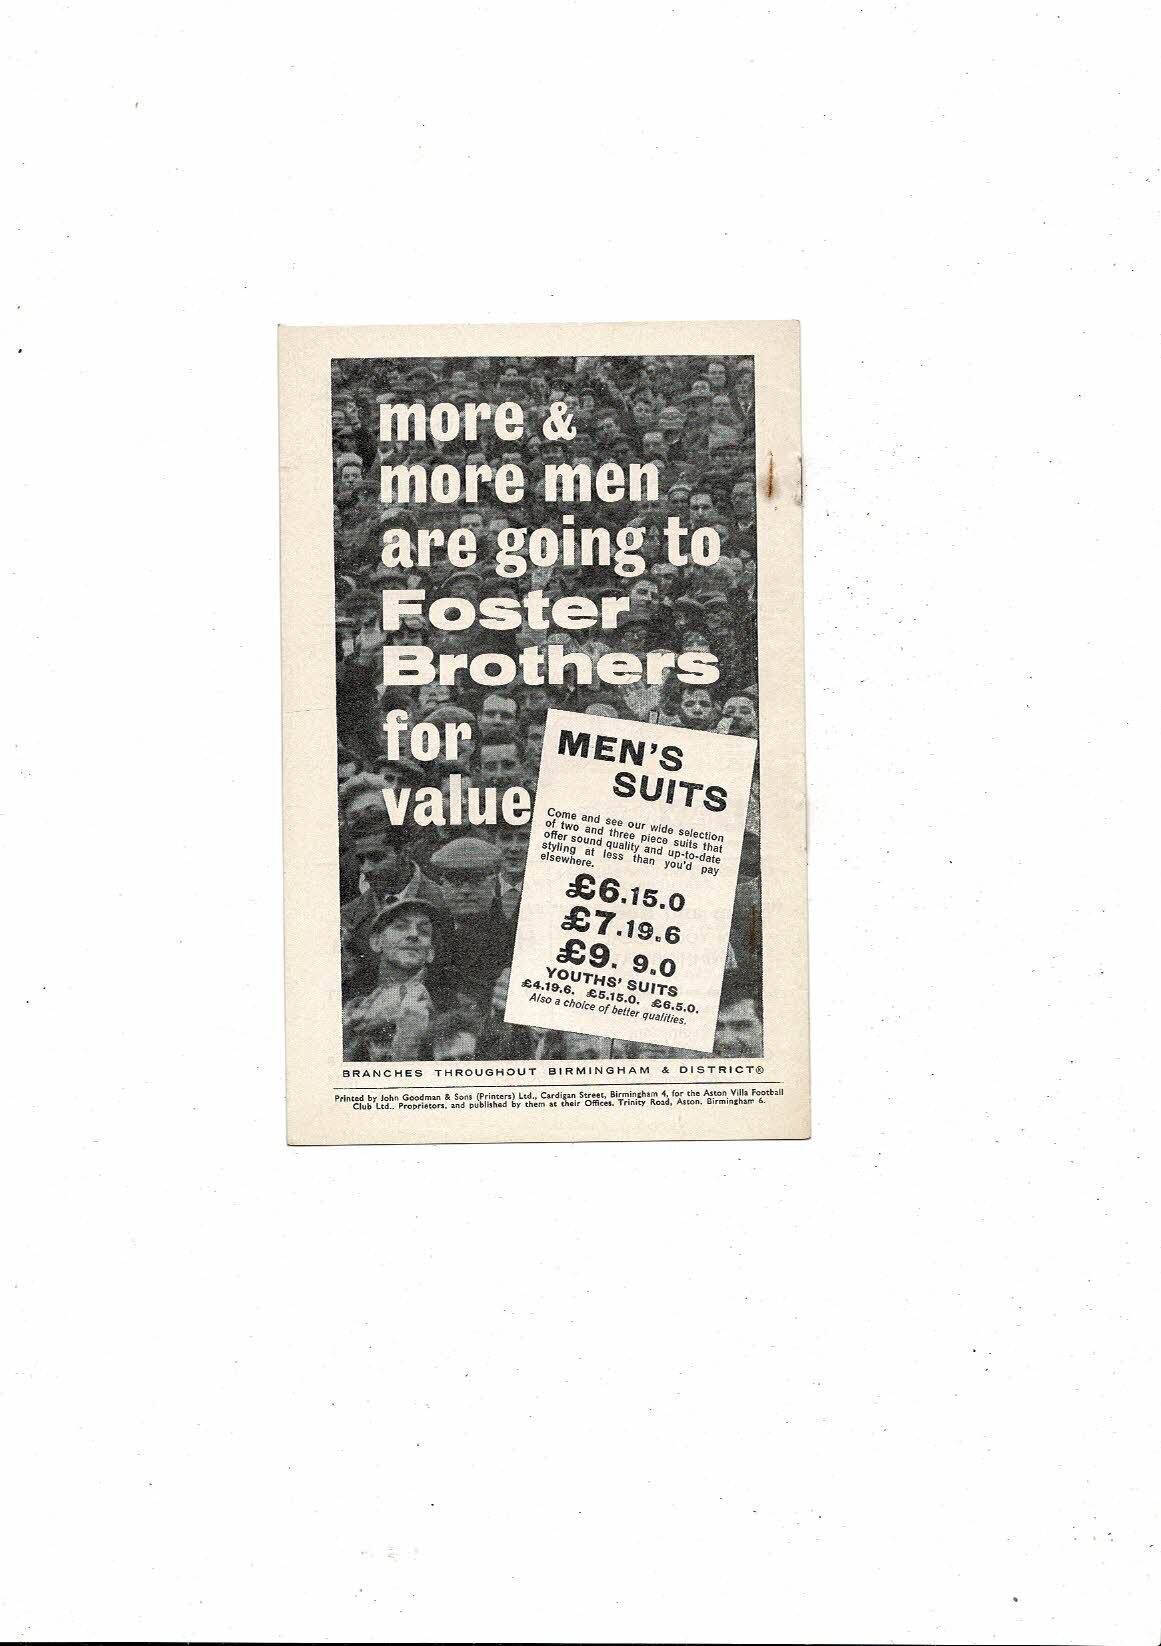 more &
more men
are going to
Foster
Brothers
for
value
MEN'S
SUITS
Come and see our wide selection
of two and three piece suits that
offer sound quality and up-to-date
styling at less than you'd pay
elsewhere.
£6.15.0
£7.19.6
£9. 9.0
YOUTHS' SUITS
£4.19.6. £5.15.0. £6.5.0.
Also a choice of better qualities.
BRANCHES THROUGHOUT BIRMINGHAM & DISTRICT®
Printed by John Goodman & Sons (Printers) Ltd., Cardigan Street, Birmingham 4, for the Aston Villa Football
Club Ltd., Proprietors, and published by them at their Offices, Trinity Road, Aston, Birmingham 6.